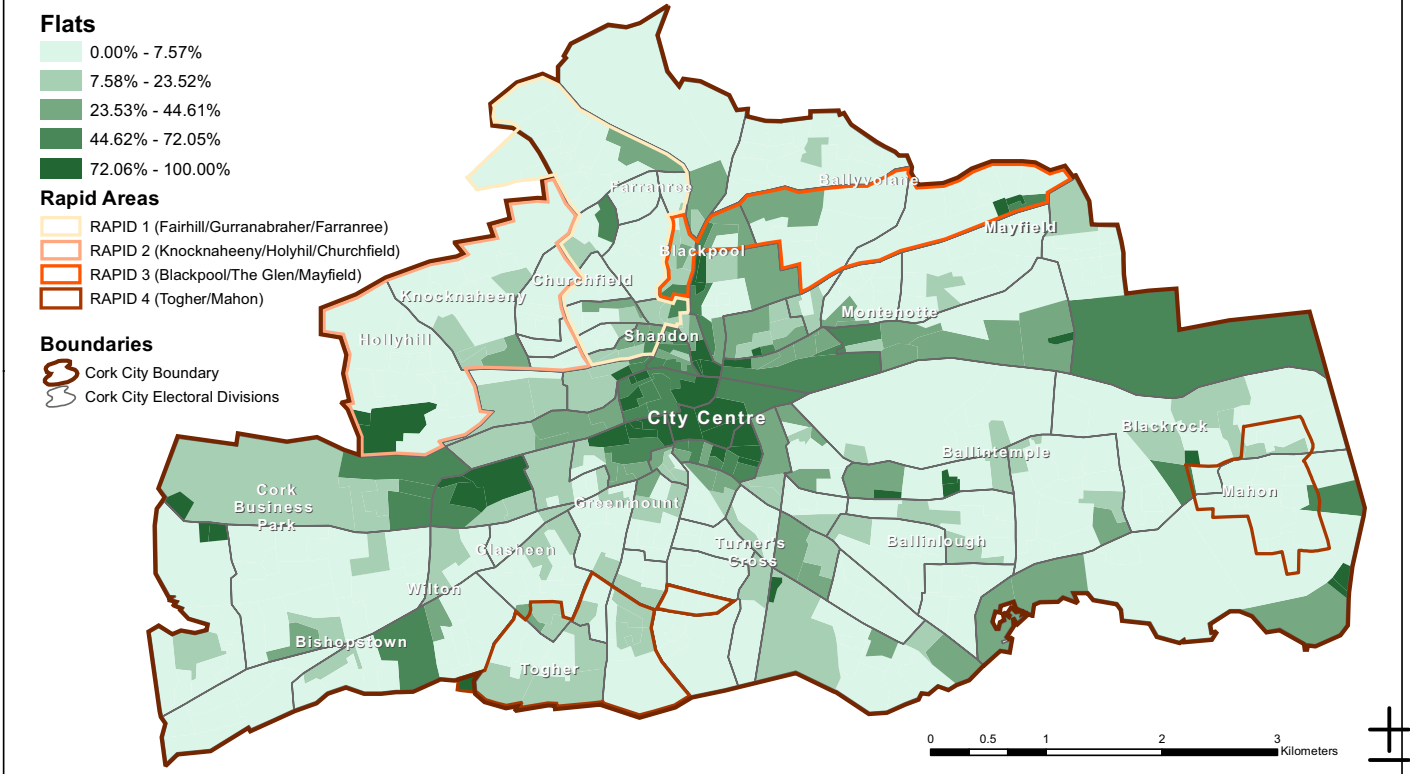 Flats
0.00% - 7.57%
7.58% - 23.52%
23.53% - 44.61%
44.62% - 72.05%
72.06% - 100.00%
Rapid Areas
RAPID 1 (Fairhill/Gurranabraher/Farranree)
RAPID 2 (Knocknaheeny/Holyhil/Churchfield)
RAPID 3 (Blackpool/The Glen/Mayfield)
RAPID 4 (Togher/Mahon)
Boundaries
Cork City Boundary
Cork City Electoral Divisions
Farranree
Ballyvolane
Mayfield
Blackpool
Churchfield
Knocknaheeny
Montenotte
Hollyhill
Shandon
City Centre
Blackrock
Ballintemple
Mahon
Cork
Business
Park
Greenmount
Glasheen
Turner's
Cross
Ballinlough
Wilton
Bishopstown
Togher
0 0.5 1 2 3
Kilometers